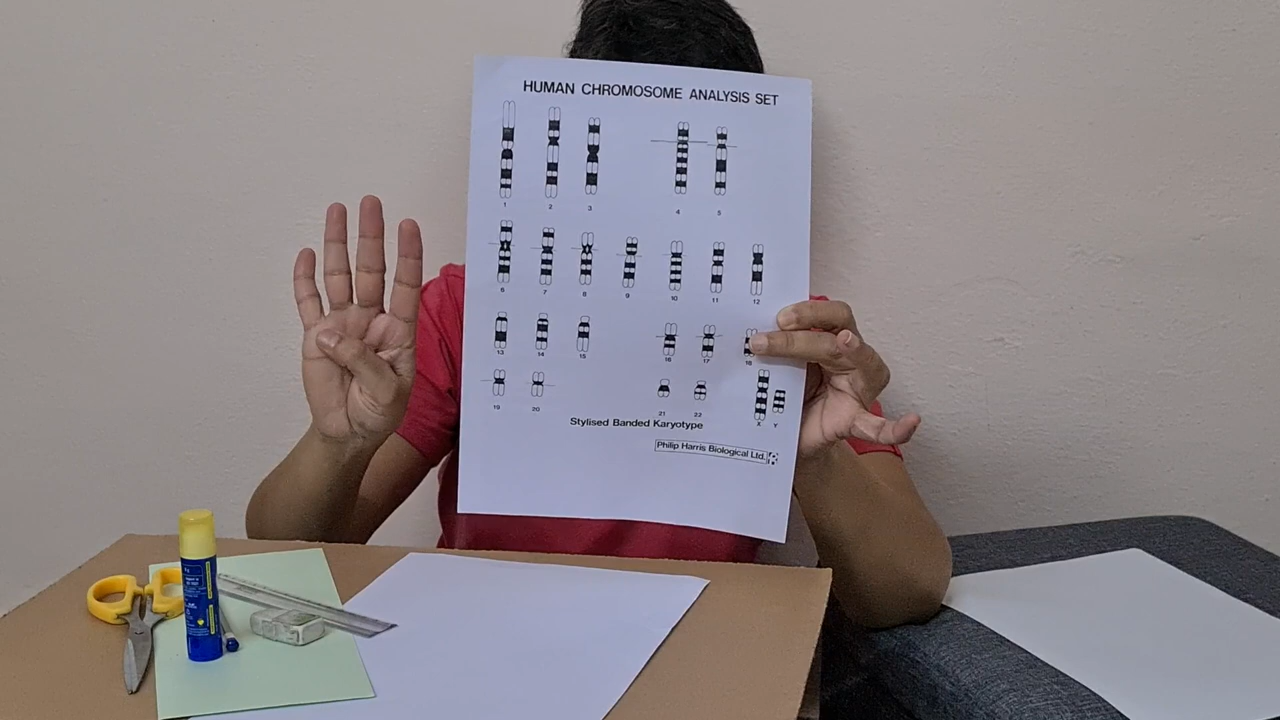 HUMAN CHROMOSOME ANALYSIS SET
1 2 3 4 5
6 7 8 9 10 11 12
13 14 15 16 17 18
19 20 21 22 X Y
Stylised Banded Karyotype
Philip Harris Biological Ltd.